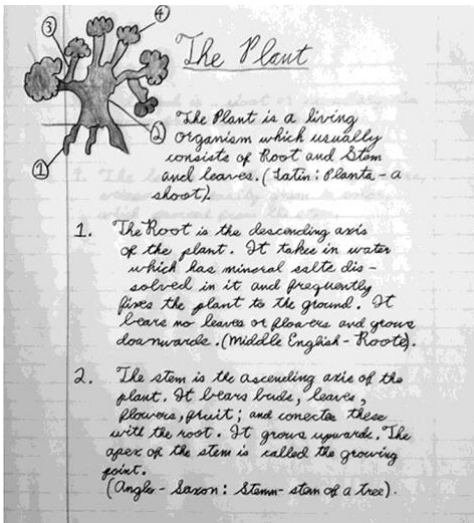 3
4
The Plant
2
1
The Plant is a living
organism which usually
consists of Root and Stem
and leaves. (Latin: Planta - a
shoot).
1. The Root is the descending axis
of the plant. It takes in water
which has mineral salts dis-
solved in it and frequently
fixes the plant to the ground. It
bears no leaves or flowers and grows
downwards. (Middle English - Roote).
2. The stem is the ascending axis of the
plant. It bears buds, leaves,
flowers, fruit; and conects these
with the root. It grows upwards. The
apex of the stem is called the growing
point.
(Anglo-Saxon: Stemn- stem of a tree).